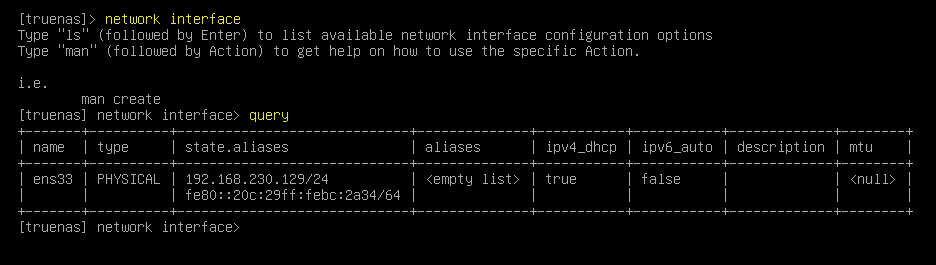 [truenas]> network interface
Type "ls" (followed by Enter) to list available network interface configuration options
Type "man" (followed by Action) to get help on how to use the specific Action.

i.e.
        man create
[truenas] network interface> query
+-------+----------+------------------------------+--------------+-----------+-----------+-------------+--------+
| name  | type     | state.aliases                | aliases      | ipv4_dhcp | ipv6_auto | description | mtu    |
+-------+----------+------------------------------+--------------+-----------+-----------+-------------+--------+
| ens33 | PHYSICAL | 192.168.230.129/24           | <empty list> | true      | false     |             | <null> |
|       |          | fe80::20c:29ff:febc:2a34/64  |              |           |           |             |        |
+-------+----------+------------------------------+--------------+-----------+-----------+-------------+--------+
[truenas] network interface>